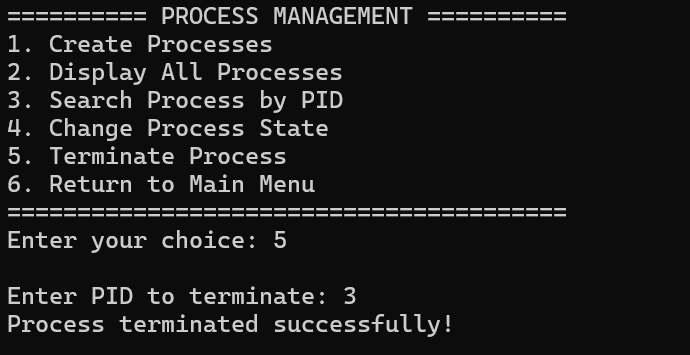 ========== PROCESS MANAGEMENT ==========
1. Create Processes
2. Display All Processes
3. Search Process by PID
4. Change Process State
5. Terminate Process
6. Return to Main Menu
========================================
Enter your choice: 5
Enter PID to terminate: 3
Process terminated successfully!